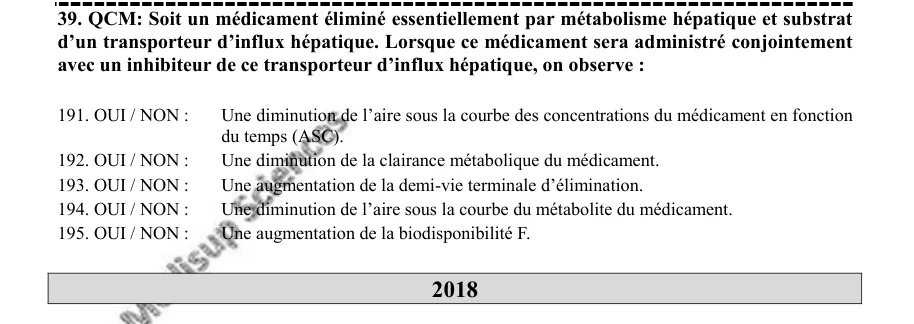 39. QCM: Soit un médicament éliminé essentiellement par métabolisme hépatique et substrat
d’un transporteur d’influx hépatique. Lorsque ce médicament sera administré conjointement
avec un inhibiteur de ce transporteur d’influx hépatique, on observe :
191. OUI / NON : Une diminution de l’aire sous la courbe des concentrations du médicament en fonction
du temps (ASC).
192. OUI / NON : Une diminution de la clairance métabolique du médicament.
193. OUI / NON : Une augmentation de la demi-vie terminale d’élimination.
194. OUI / NON : Une diminution de l’aire sous la courbe du métabolite du médicament.
195. OUI / NON : Une augmentation de la biodisponibilité F.
Medisup Sciences
2018